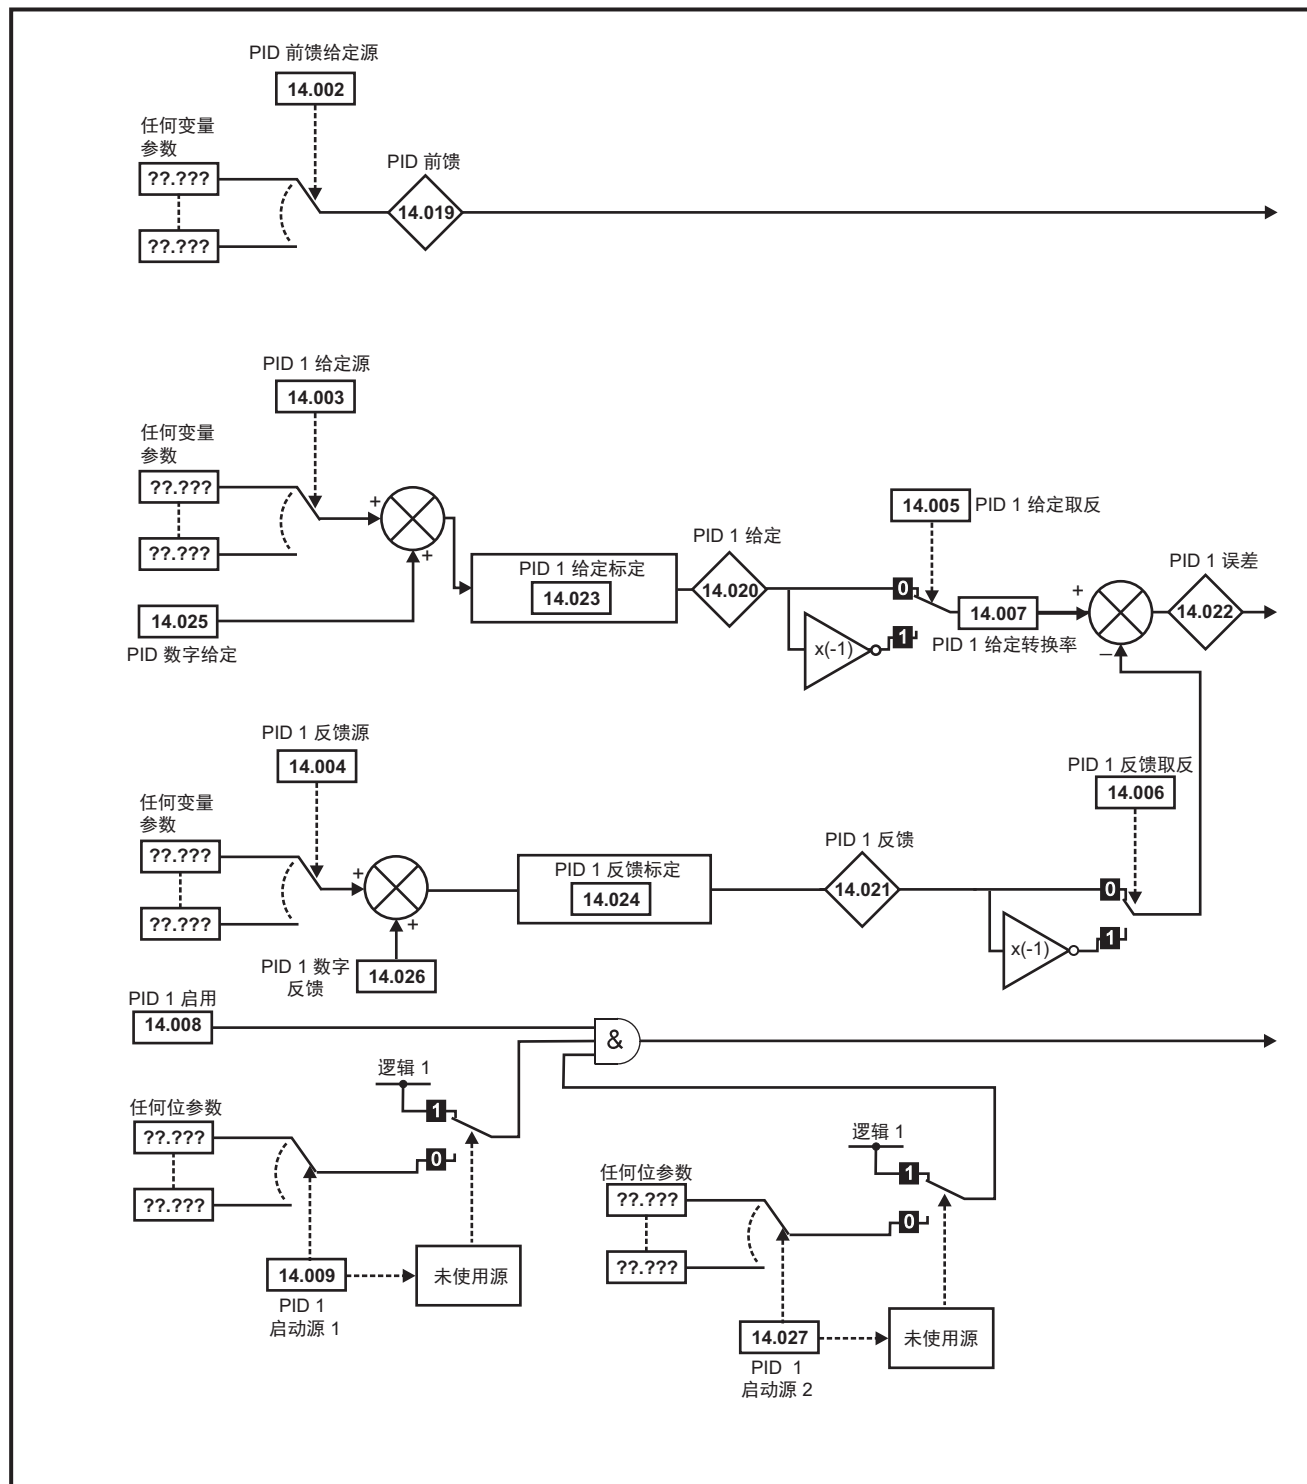 PID 前馈给定源
14.002
任何变量
参数
??.???
??.???
PID 前馈
14.019
PID 1 给定源
14.003
任何变量
参数
??.???
??.???
+
+
14.025
PID 数字给定
PID 1 给定标定
14.023
PID 1 给定
14.020
14.005
PID 1 给定取反
0
1
x(-1)
14.007
PID 1 给定转换率
+
–
PID 1 误差
14.022
PID 1 反馈源
14.004
任何变量
参数
??.???
??.???
+
+
PID 1 数字
反馈
14.026
PID 1 反馈标定
14.024
PID 1 反馈
14.021
PID 1 反馈取反
14.006
0
1
x(-1)
PID 1 启用
14.008
&
逻辑 1
1
0
任何位参数
??.???
??.???
14.009
PID 1
启动源 1
未使用源
逻辑 1
1
0
任何位参数
??.???
??.???
14.027
PID 1
启动源 2
未使用源